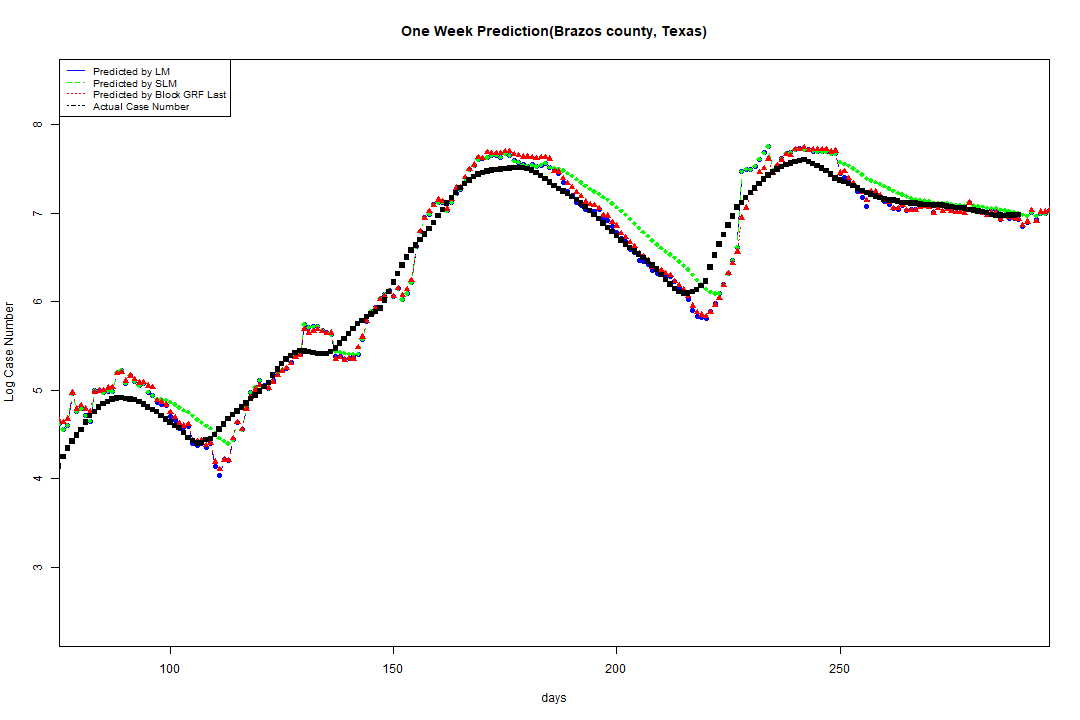 One Week Prediction(Brazos county, Texas)
Predicted by LM
Predicted by SLM
Predicted by Block GRF Last
Actual Case Number
8
7
6
5
4
3
Log Case Number
100 150 200 250
days